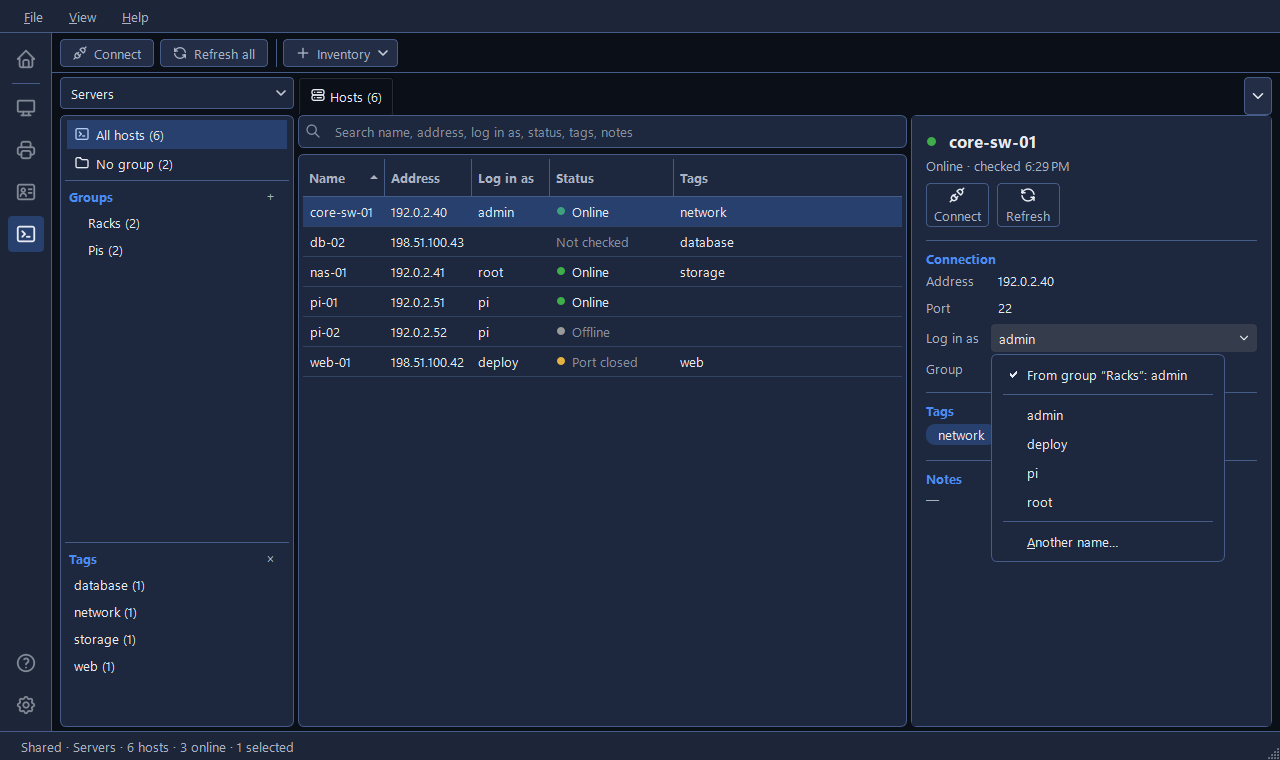 File View Help
Connect Refresh all Inventory
Servers
Hosts (6)
All hosts (6)
No group (2)
Groups +
Racks (2)
Pis (2)
Tags ×
database (1)
network (1)
storage (1)
web (1)
Search name, address, log in as, status, tags, notes
Name Address Log in as Status Tags
core-sw-01 192.0.2.40 admin Online network
db-02 198.51.100.43 Not checked database
nas-01 192.0.2.41 root Online storage
pi-01 192.0.2.51 pi Online
pi-02 192.0.2.52 pi Offline
web-01 198.51.100.42 deploy Port closed web
core-sw-01
Online · checked 6:29 PM
Connect Refresh
Connection
Address 192.0.2.40
Port 22
Log in as admin
Group
From group “Racks”: admin
admin
deploy
pi
root
Another name...
Tags
network
Notes
—
Shared · Servers · 6 hosts · 3 online · 1 selected